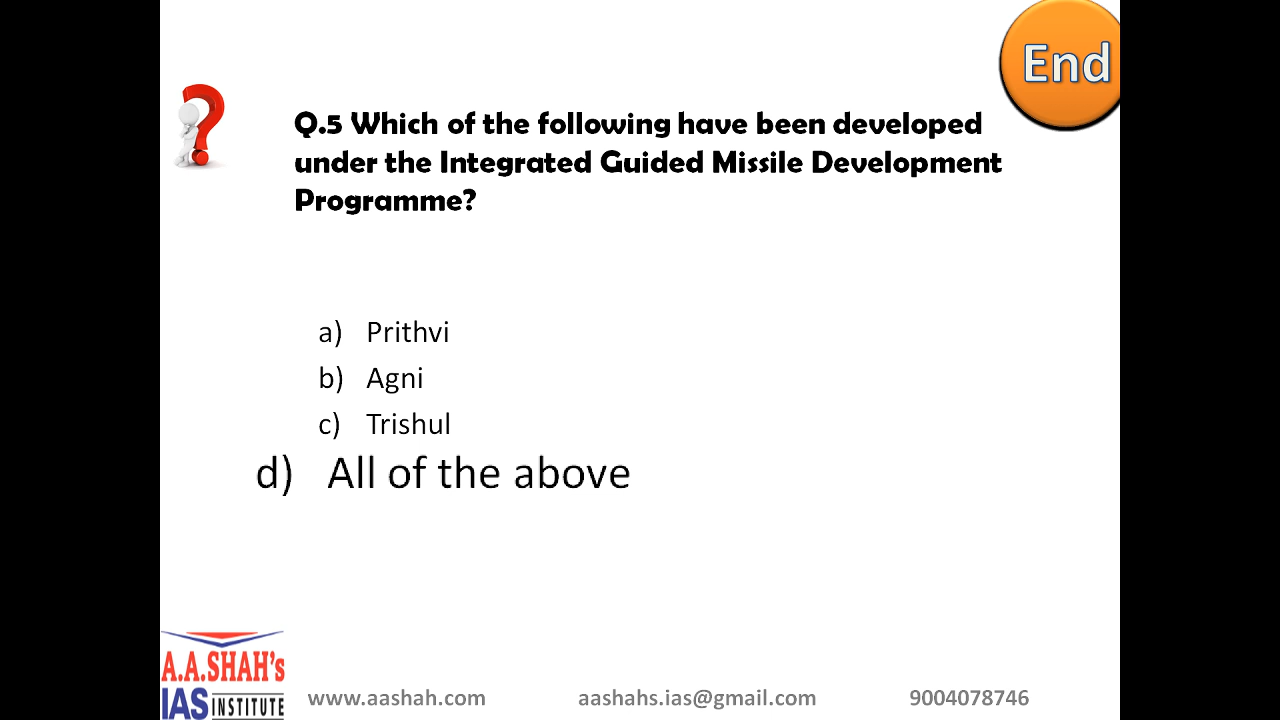 End
Q.5 Which of the following have been developed
under the Integrated Guided Missile Development
Programme?
a) Prithvi
b) Agni
c) Trishul
d) All of the above
A.A.SHAH's
IAS INSTITUTE
www.aashah.com aashahs.ias@gmail.com 9004078746